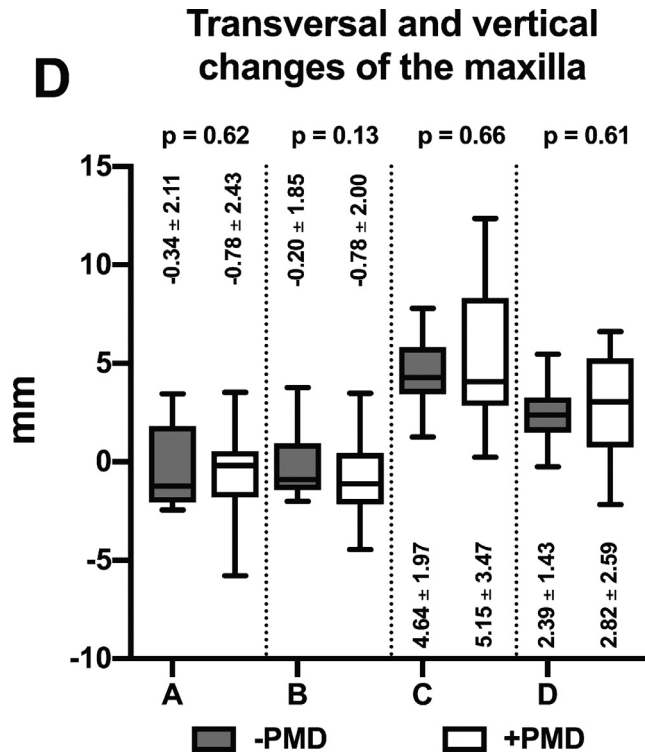 Transversal and vertical
changes of the maxilla
D
p = 0.62 p = 0.13 p = 0.66 p = 0.61
-0.34 ± 2.11
-0.78 ± 2.43
-0.20 ± 1.85
-0.78 ± 2.00
4.64 ± 1.97
5.15 ± 3.47
2.39 ± 1.43
2.82 ± 2.59
mm
15
10
5
0
-5
-10
A B C D
-PMD +PMD